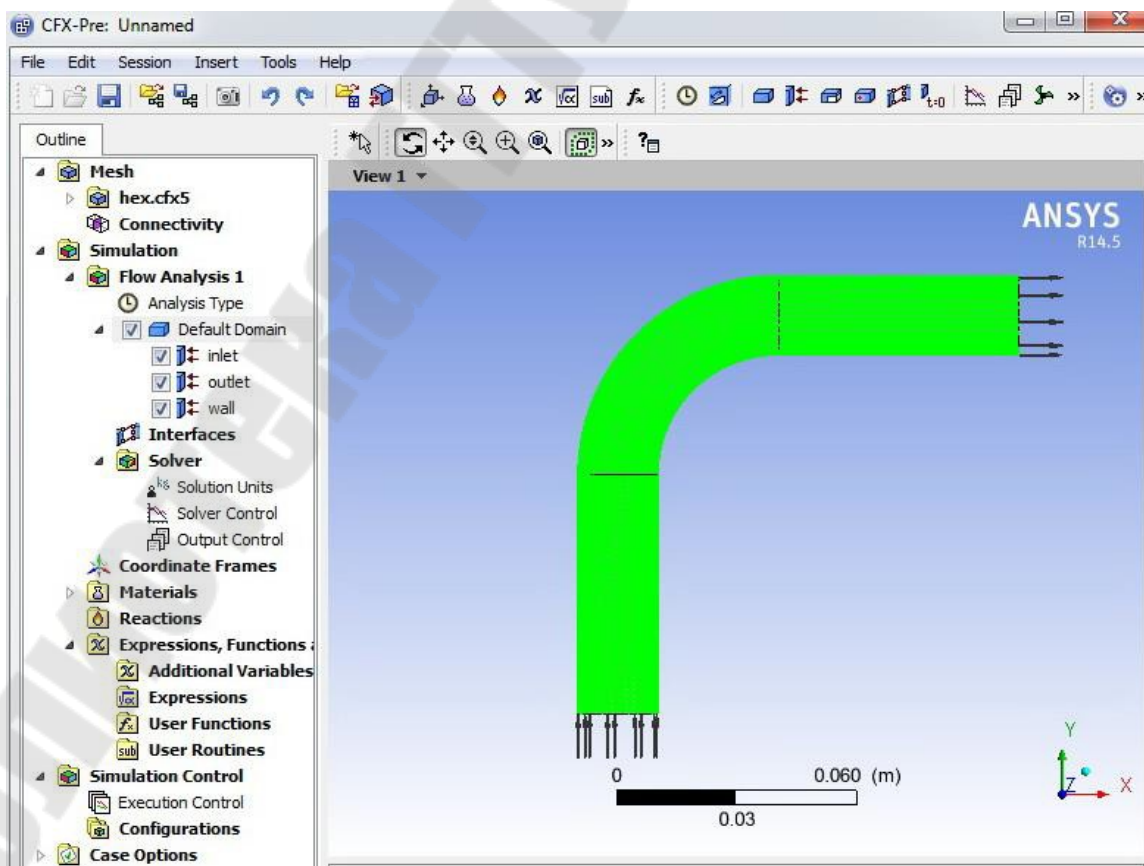 CFX-Pre: Unnamed
File Edit Session Insert Tools Help
Outline
Mesh
hex.cfx5
Connectivity
Simulation
Flow Analysis 1
Analysis Type
Default Domain
inlet
outlet
wall
Interfaces
Solver
Solution Units
Solver Control
Output Control
Coordinate Frames
Materials
Reactions
Expressions, Functions
Additional Variables
Expressions
User Functions
User Routines
Simulation Control
Execution Control
Configurations
Case Options
View 1
ANSYS
R14.5
0 0.060 (m)
0.03
Y
Z X